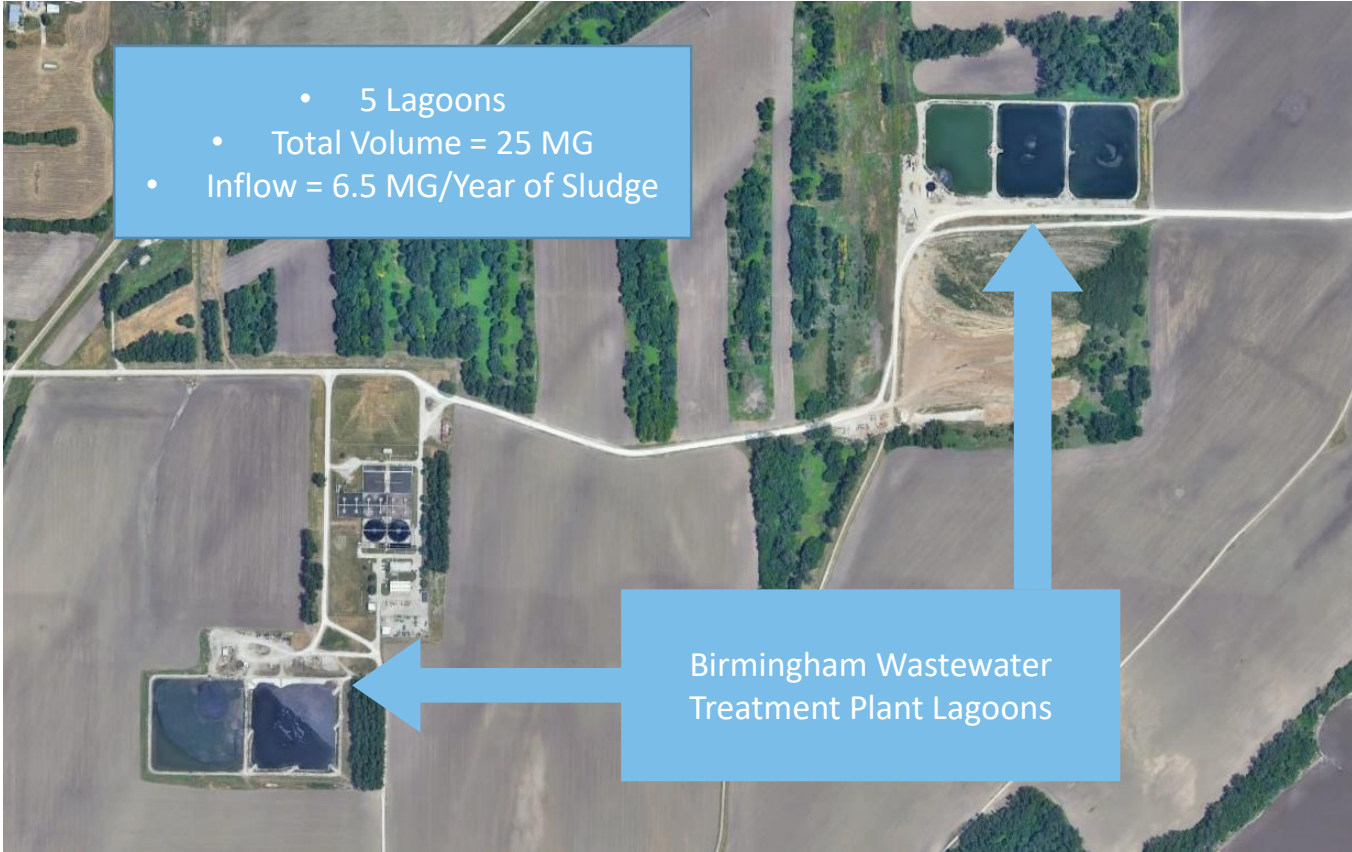 • 5 Lagoons
• Total Volume = 25 MG
• Inflow = 6.5 MG/Year of Sludge
Birmingham Wastewater
Treatment Plant Lagoons